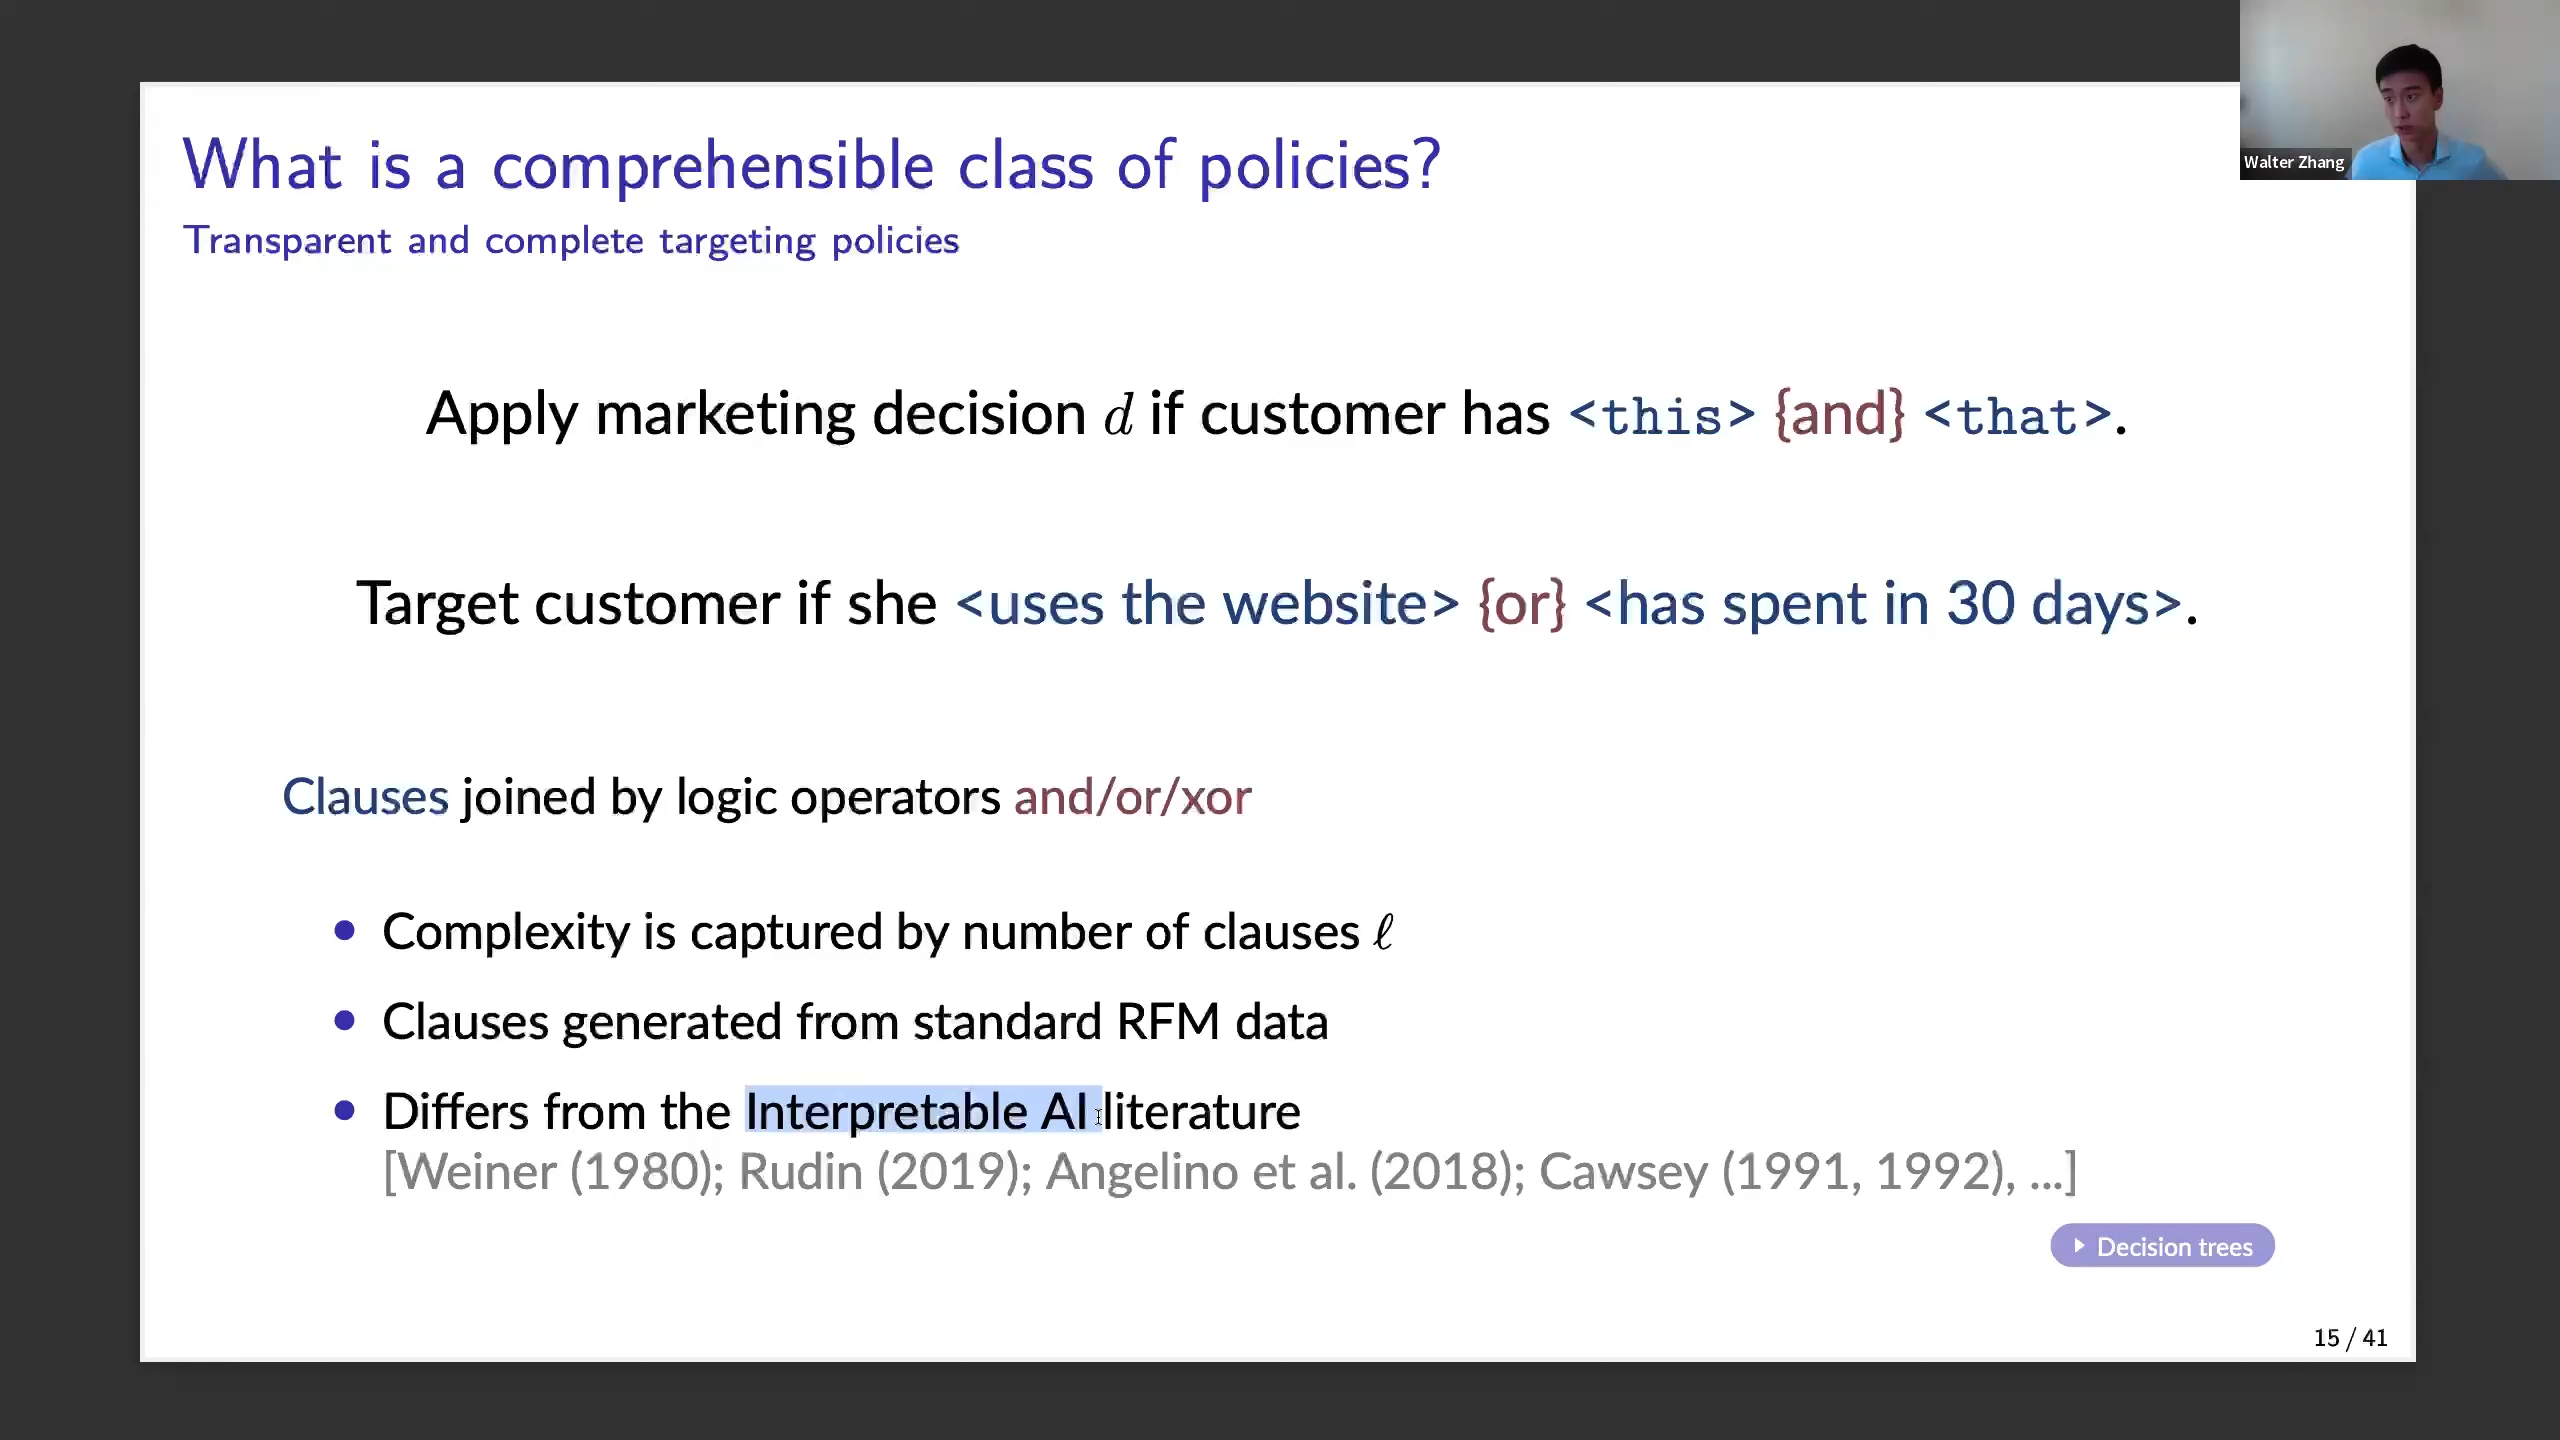 Walter Zhang
What is a comprehensible class of policies?
Transparent and complete targeting policies
Apply marketing decision d if customer has <this> {and} <that>.
Target customer if she <uses the website> {or} <has spent in 30 days>.
Clauses joined by logic operators and/or/xor
• Complexity is captured by number of clauses ℓ
• Clauses generated from standard RFM data
• Differs from the Interpretable AI literature
[Weiner (1980); Rudin (2019); Angelino et al. (2018); Cawsey (1991, 1992), ...]
Decision trees
15 / 41